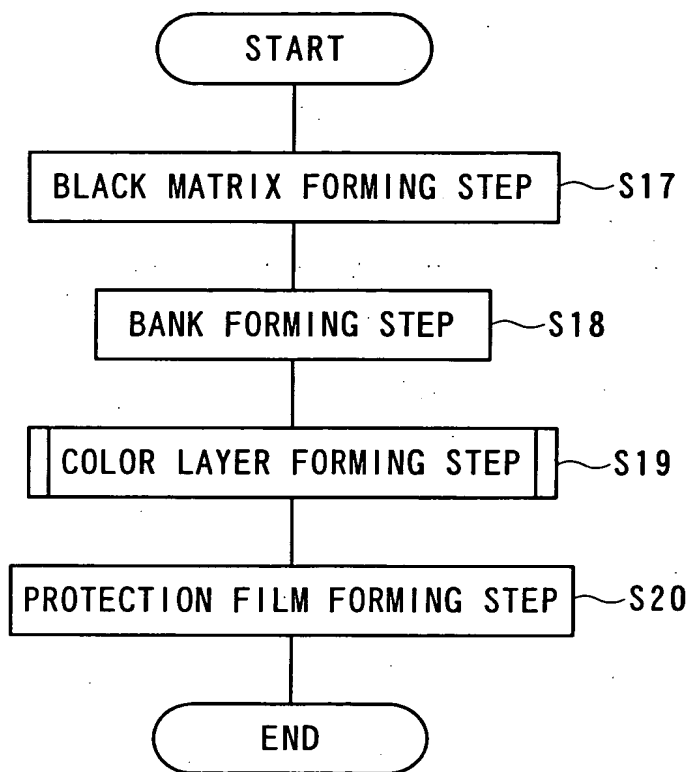 START
BLACK MATRIX FORMING STEP S17
BANK FORMING STEP S18
COLOR LAYER FORMING STEP S19
PROTECTION FILM FORMING STEP S20
END